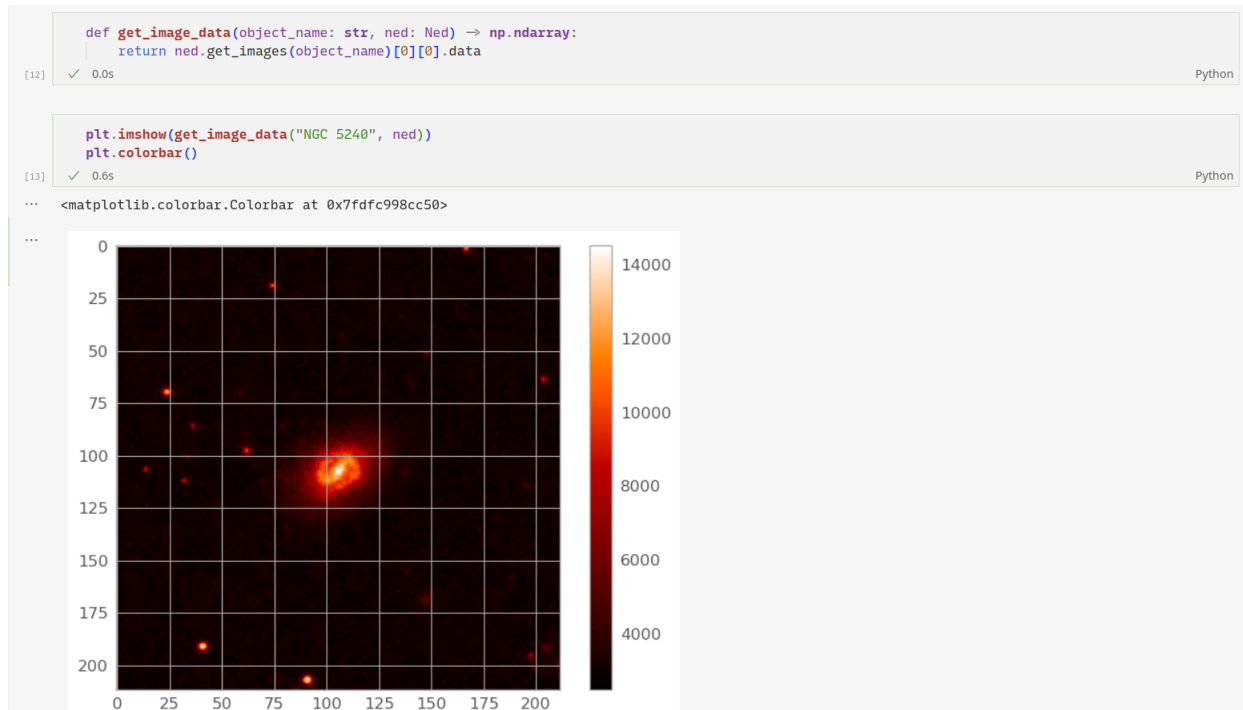 def get_image_data(object_name: str, ned: Ned) → np.ndarray:
return ned.get_images(object_name)[0][0].data
[12] ✓ 0.0s Python
plt.imshow(get_image_data("NGC 5240", ned))
plt.colorbar()
[13] ✓ 0.6s Python
... <matplotlib.colorbar.Colorbar at 0x7fdfc998cc50>
...
0
25
50
75
100
125
150
175
200
0 25 50 75 100 125 150 175 200
14000
12000
10000
8000
6000
4000